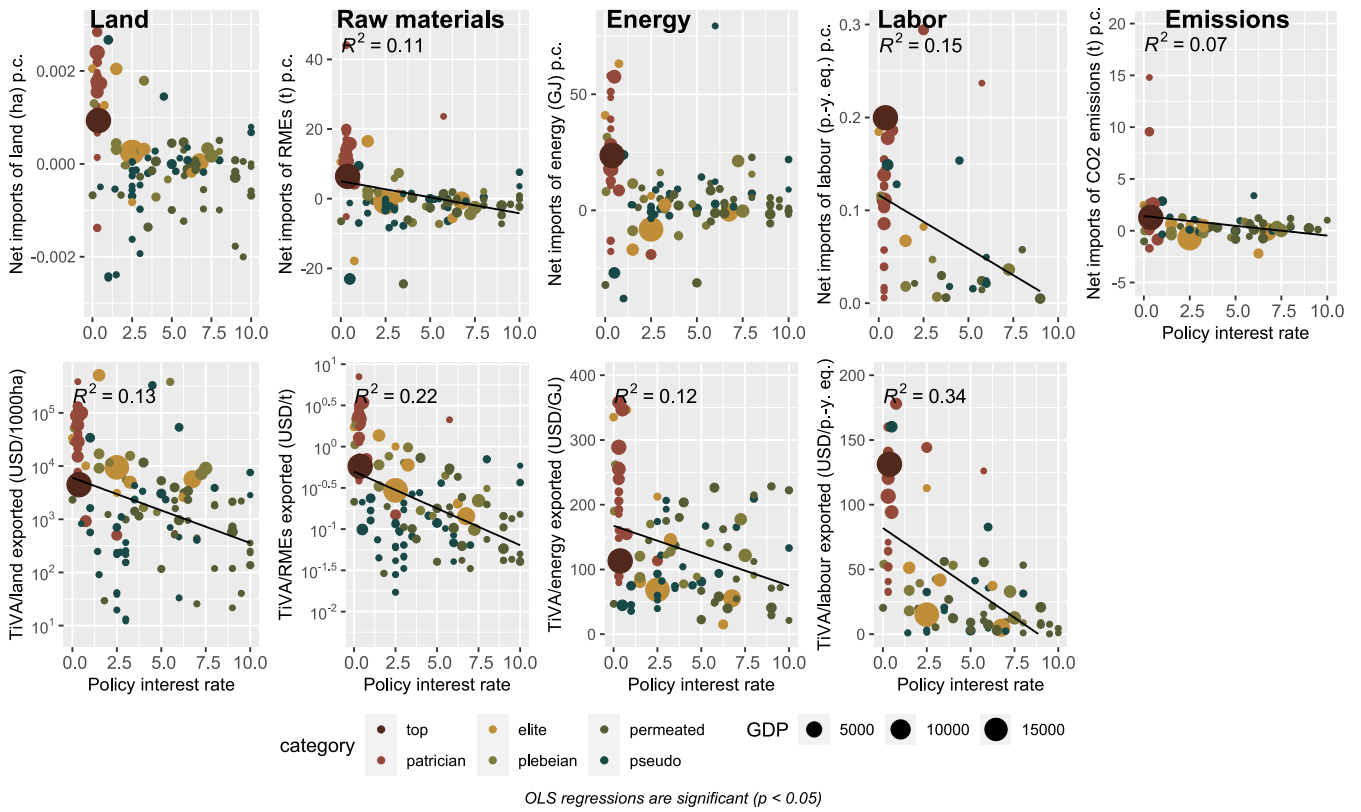 Land
Raw materials
Energy
Labor
Emissions
R² = 0.11
R² = 0.15
R² = 0.07
Net imports of land (ha) p.c.
0.002
0.000
-0.002
0.0 2.5 5.0 7.5 10.0
Net imports of RMEs (t) p.c.
40
20
0
-20
0.0 2.5 5.0 7.5 10.0
Net imports of energy (GJ) p.c.
50
0
0.0 2.5 5.0 7.5 10.0
Net imports of labour (p.-y. eq.) p.c.
0.3
0.2
0.1
0.0
0.0 2.5 5.0 7.5 10.0
Net imports of CO2 emissions (t) p.c.
20
15
10
5
0
-5
0.0 2.5 5.0 7.5 10.0
Policy interest rate
TiVA/land exported (USD/1000ha)
R² = 0.13
10⁵
10⁴
10³
10²
10¹
0.0 2.5 5.0 7.5 10.0
Policy interest rate
TiVA/RMEs exported (USD/t)
R² = 0.22
10¹
10⁰·⁵
10⁰
10⁻⁰·⁵
10⁻¹
10⁻¹·⁵
10⁻²
0.0 2.5 5.0 7.5 10.0
Policy interest rate
TiVA/energy exported (USD/GJ)
R² = 0.12
400
300
200
100
0
0.0 2.5 5.0 7.5 10.0
Policy interest rate
TiVA/labour exported (USD/p.-y. eq.)
R² = 0.34
200
150
100
50
0
0.0 2.5 5.0 7.5 10.0
Policy interest rate
category
top
elite
permeated
patrician
plebeian
pseudo
GDP
5000
10000
15000
OLS regressions are significant (p < 0.05)